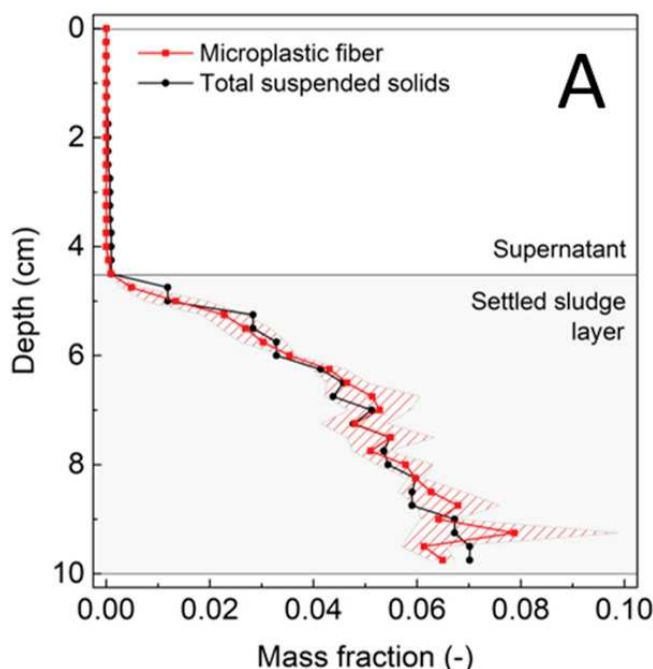 A
Microplastic fiber
Total suspended solids
0
2
4
6
8
10
Depth (cm)
Supernatant
Settled sludge
layer
0.00 0.02 0.04 0.06 0.08 0.10
Mass fraction (-)